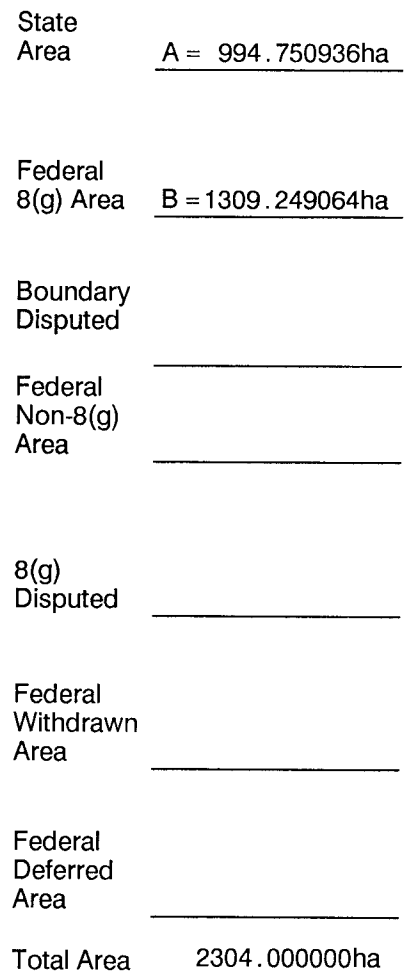 State
Area A = 994.750936ha
Federal
8(g) Area B = 1309.249064ha
Boundary
Disputed
Federal
Non-8(g)
Area
8(g)
Disputed
Federal
Withdrawn
Area
Federal
Deferred
Area
Total Area 2304.000000ha